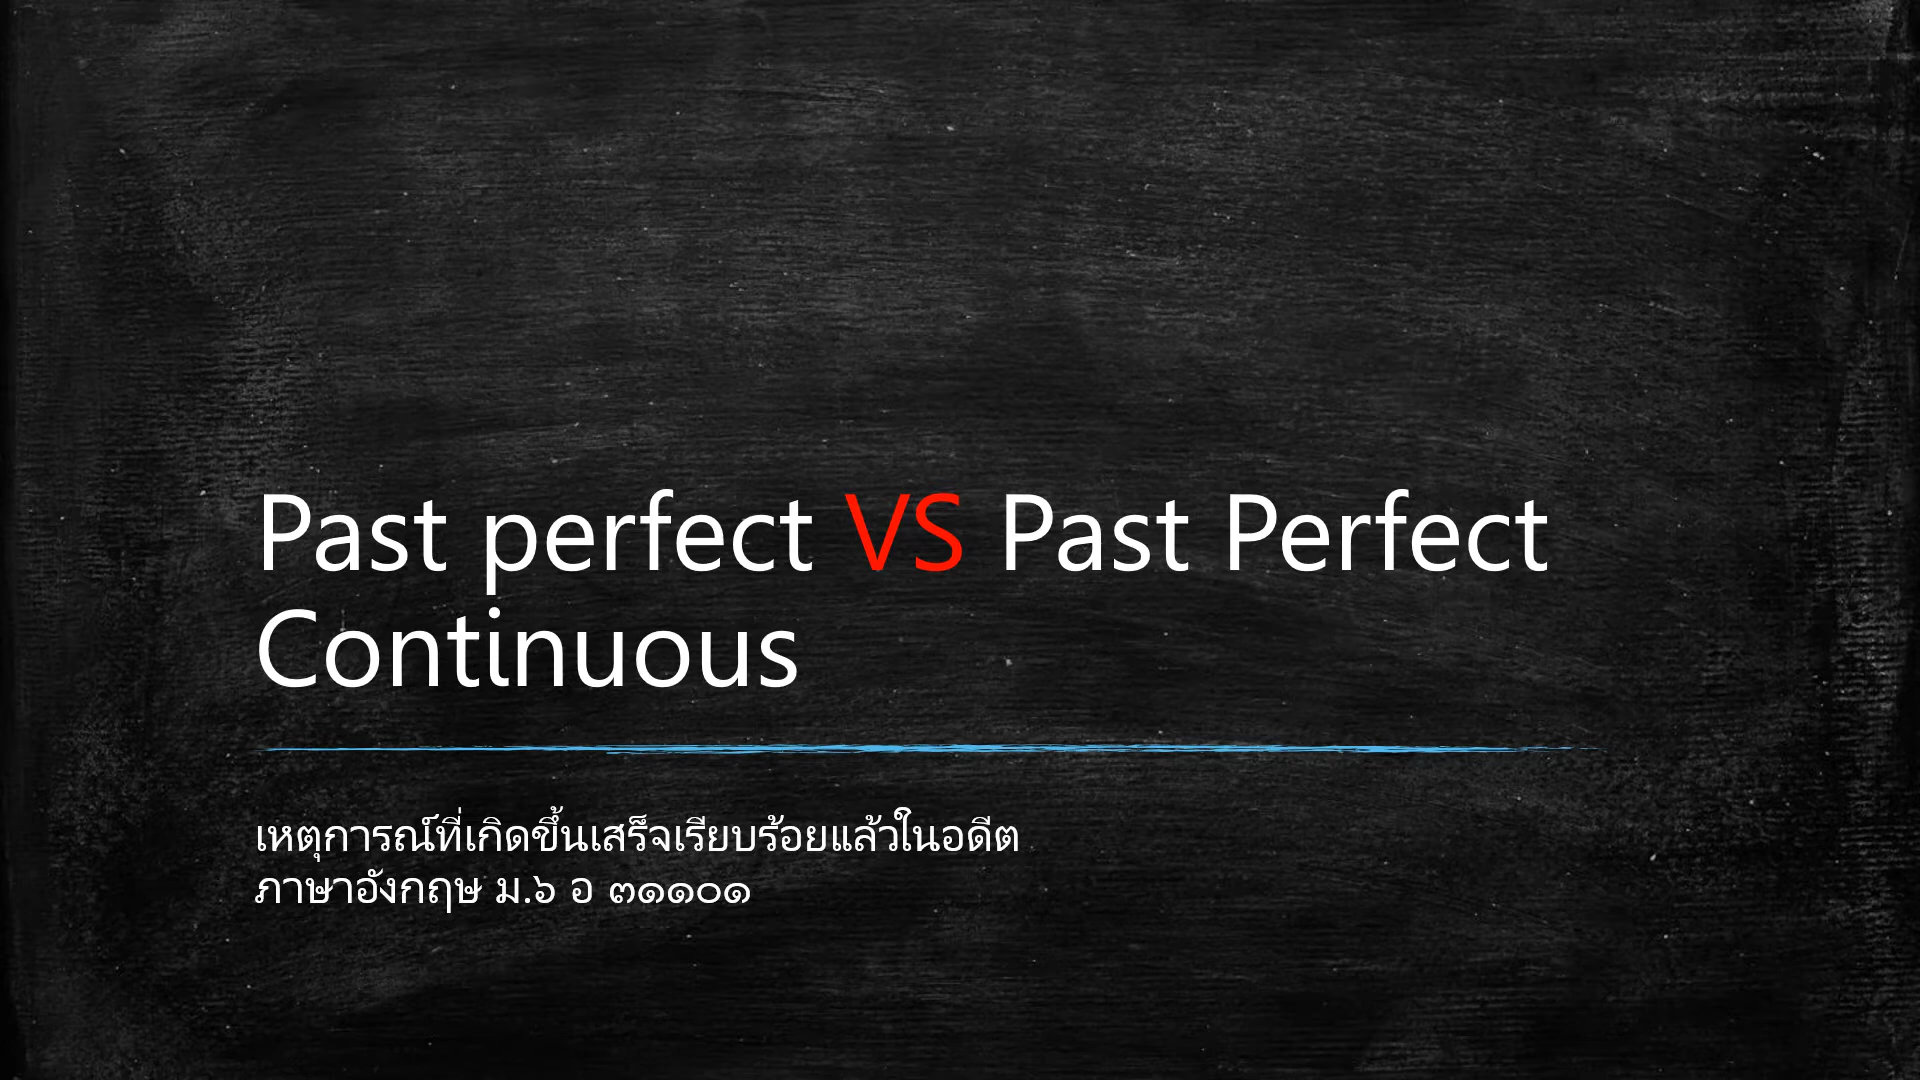 Past perfect VS Past Perfect
Continuous
เหตุการณ์ที่เกิดขึ้นเสร็จเรียบร้อยแล้วในอดีต
ภาษาอังกฤษ ม.๖ อ ๓๑๑๐๑